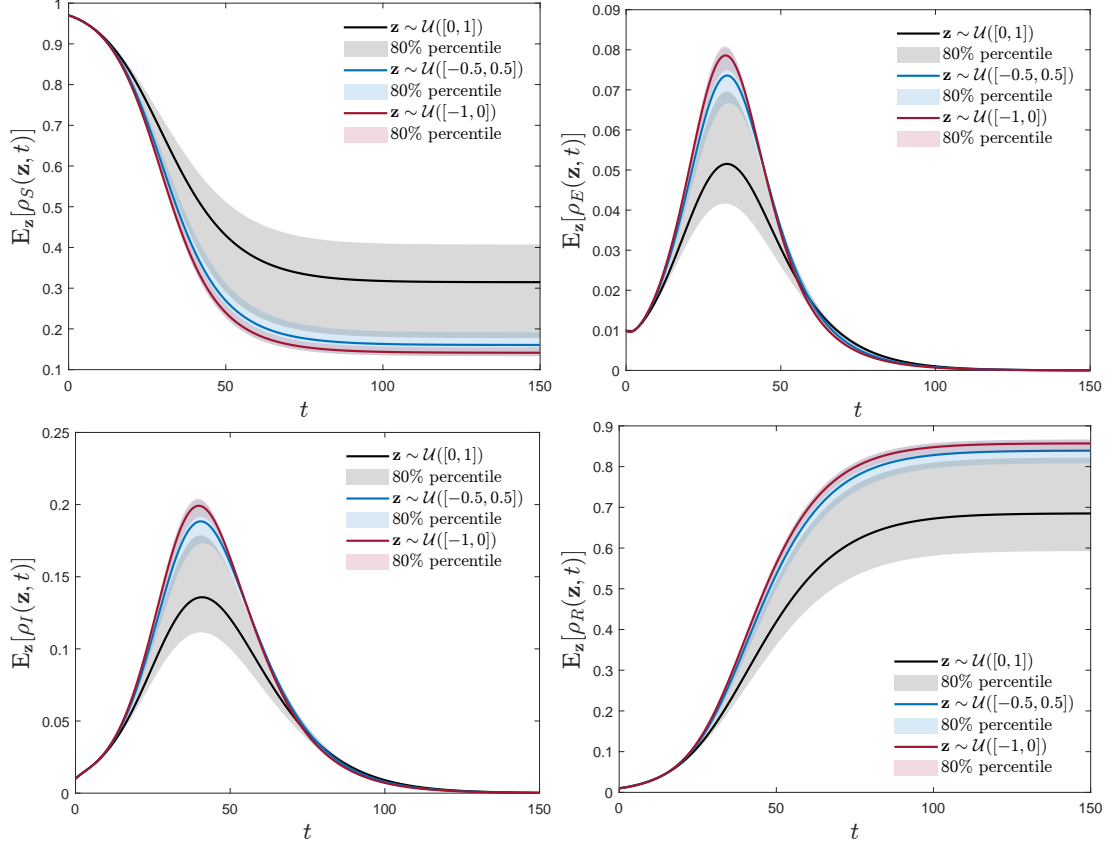 1
0.9
0.8
0.7
0.6
0.5
0.4
0.3
0.2
0.1
0
50
100
150
t
E_z[ρ_S(z, t)]
z ∼ U([0, 1])
80% percentile
z ∼ U([−0.5, 0.5])
80% percentile
z ∼ U([−1, 0])
80% percentile
0.09
0.08
0.07
0.06
0.05
0.04
0.03
0.02
0.01
0
0
50
100
150
t
E_z[ρ_E(z, t)]
z ∼ U([0, 1])
80% percentile
z ∼ U([−0.5, 0.5])
80% percentile
z ∼ U([−1, 0])
80% percentile
0.25
0.2
0.15
0.1
0.05
0
0
50
100
150
t
E_z[ρ_I(z, t)]
z ∼ U([0, 1])
80% percentile
z ∼ U([−0.5, 0.5])
80% percentile
z ∼ U([−1, 0])
80% percentile
0.9
0.8
0.7
0.6
0.5
0.4
0.3
0.2
0.1
0
0
50
100
150
t
E_z[ρ_R(z, t)]
z ∼ U([0, 1])
80% percentile
z ∼ U([−0.5, 0.5])
80% percentile
z ∼ U([−1, 0])
80% percentile